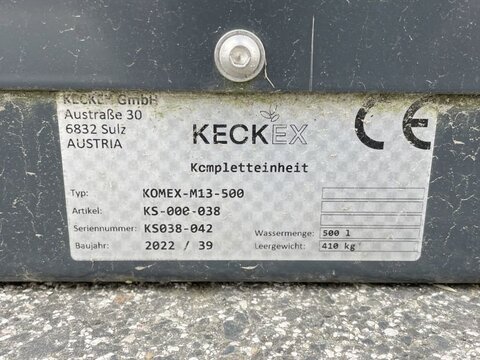 KECKEX GmbH
Austraße 30
6832 Sulz
AUSTRIA
KECKEX
CE
Kompletteinheit
Typ: KOMEX-M13-500
Artikel: KS-000-038
Seriennummer: KS038-042
Wassermenge: 500 l
Baujahr: 2022 / 39
Leergewicht: 410 kg